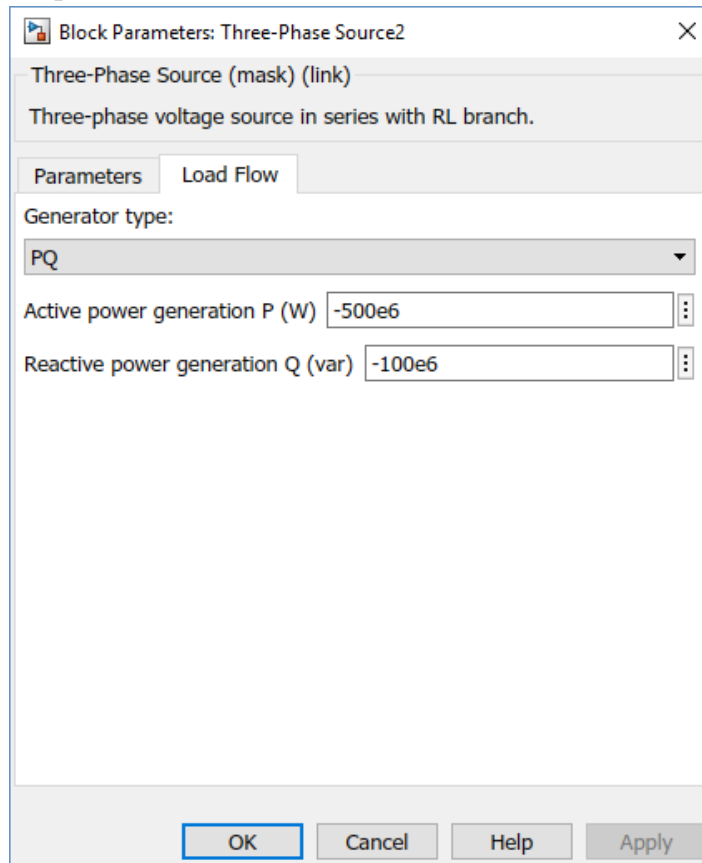 Block Parameters: Three-Phase Source2
Three-Phase Source (mask) (link)
Three-phase voltage source in series with RL branch.
Parameters Load Flow
Generator type:
PQ
Active power generation P (W) -500e6
Reactive power generation Q (var) -100e6
OK Cancel Help Apply